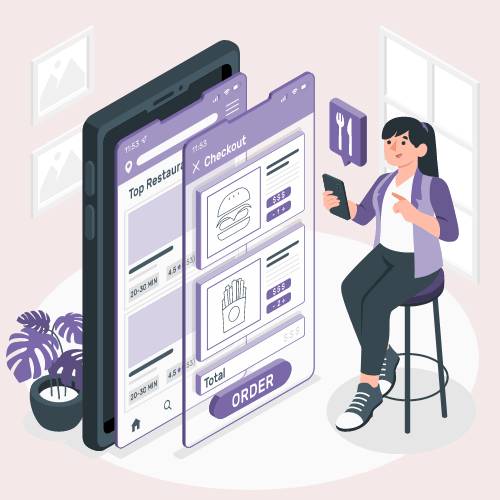 11:53
Top Restaura
20-30 MIN
4.5
20-30 MIN
4.5
11:53
Checkout
$$$
- 1 +
$$$
- 2 +
Total
$$$
ORDER